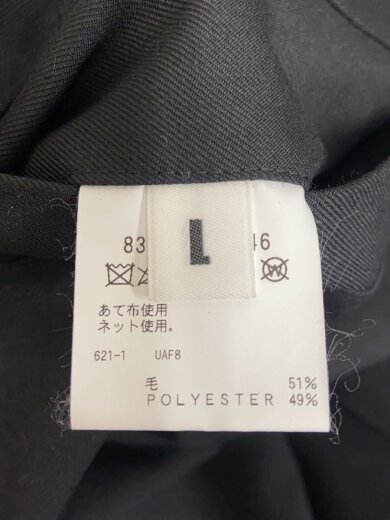 L
83 46
W
あて布使用
ネット使用。
621-1 UAF8
毛 51%
POLYESTER 49%